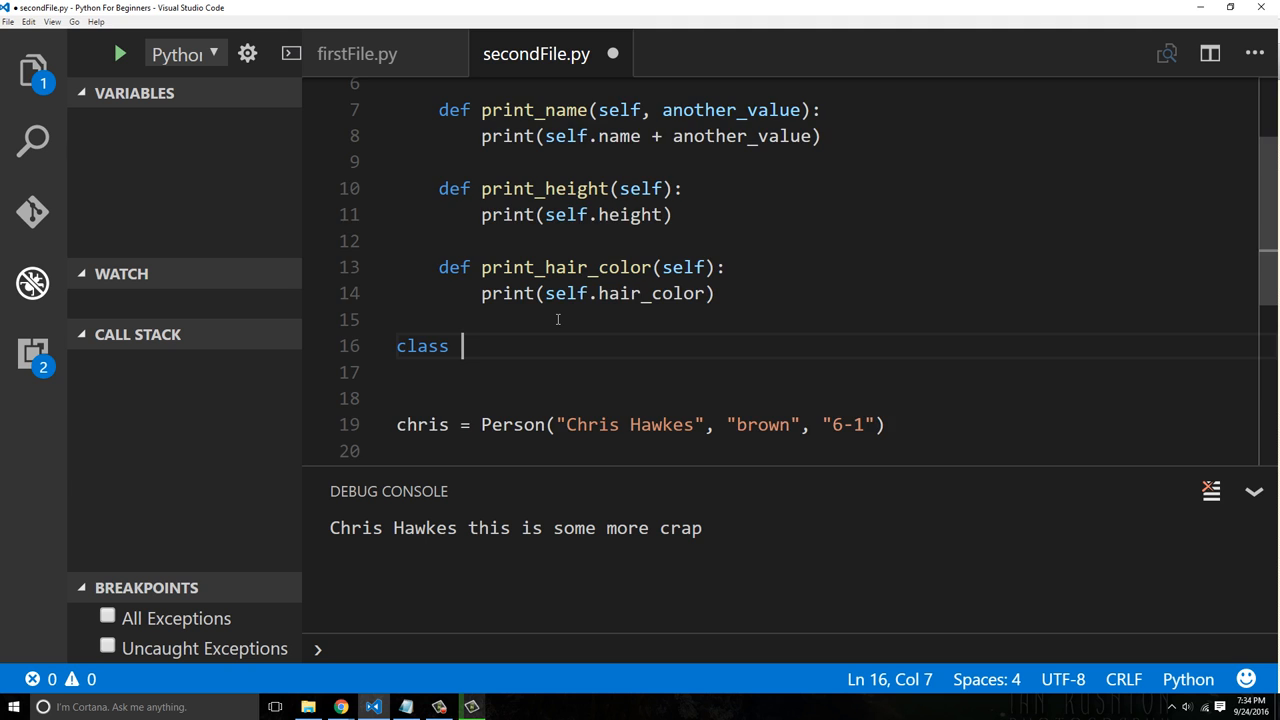 ● secondFile.py - Python For Beginners - Visual Studio Code
File Edit View Go Help
1
Python
firstFile.py
secondFile.py
VARIABLES
WATCH
CALL STACK
2
BREAKPOINTS
All Exceptions
Uncaught Exceptions
6
7 def print_name(self, another_value):
8 print(self.name + another_value)
9
10 def print_height(self):
11 print(self.height)
12
13 def print_hair_color(self):
14 print(self.hair_color)
15
16 class
17
18
19 chris = Person("Chris Hawkes", "brown", "6-1")
20
DEBUG CONSOLE
Chris Hawkes this is some more crap
0 0
Ln 16, Col 7 Spaces: 4 UTF-8 CRLF Python
I'm Cortana. Ask me anything.
7:34 PM
9/24/2016